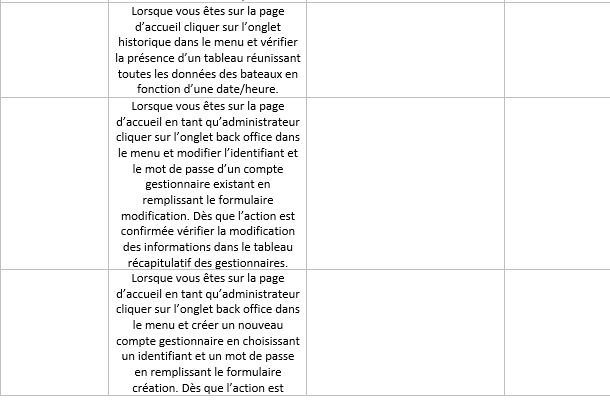 Lorsque vous êtes sur la page
d’accueil cliquer sur l’onglet
historique dans le menu et vérifier
la présence d’un tableau réunissant
toutes les données des bateaux en
fonction d’une date/heure.
Lorsque vous êtes sur la page
d’accueil en tant qu’administrateur
cliquer sur l’onglet back office dans
le menu et modifier l’identifiant et
le mot de passe d’un compte
gestionnaire existant en
remplissant le formulaire
modification. Dès que l’action est
confirmée vérifier la modification
des informations dans le tableau
récapitulatif des gestionnaires.
Lorsque vous êtes sur la page
d’accueil en tant qu’administrateur
cliquer sur l’onglet back office dans
le menu et créer un nouveau
compte gestionnaire en choisissant
un identifiant et un mot de passe
en remplissant le formulaire
création. Dès que l’action est